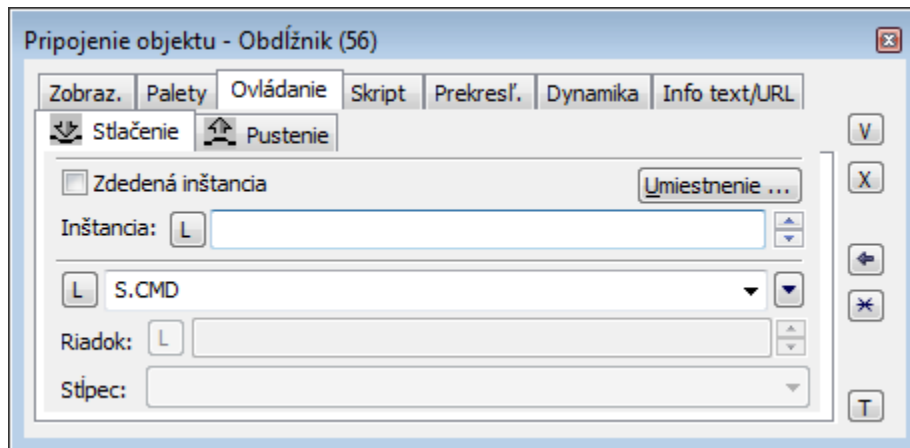 Pripojenie objektu - Obdĺžnik (56)
Zobraz. Palety Ovládanie Skript Prekresľ. Dynamika Info text/URL
Stlačenie Pustenie V
Zdedená inštancia Umiestnenie ... X
Inštancia: L
L S.CMD
Riadok: L
Stĺpec:
T